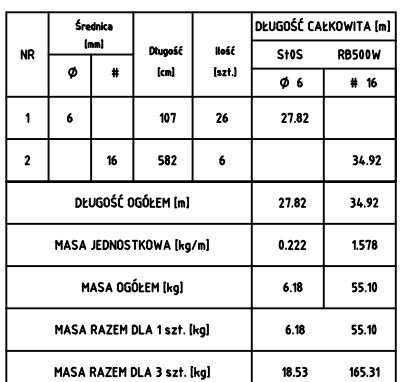 NR Średnica [mm] Długość [cm] Ilość [szt.] DŁUGOŚĆ CAŁKOWITA [m]
Ø # St0S RB500W
Ø 6 # 16
1 6 107 26 27.82
2 16 582 6 34.92
DŁUGOŚĆ OGÓŁEM [m] 27.82 34.92
MASA JEDNOSTKOWA [kg/m] 0.222 1.578
MASA OGÓŁEM [kg] 6.18 55.10
MASA RAZEM DLA 1 szt. [kg] 6.18 55.10
MASA RAZEM DLA 3 szt. [kg] 18.53 165.31